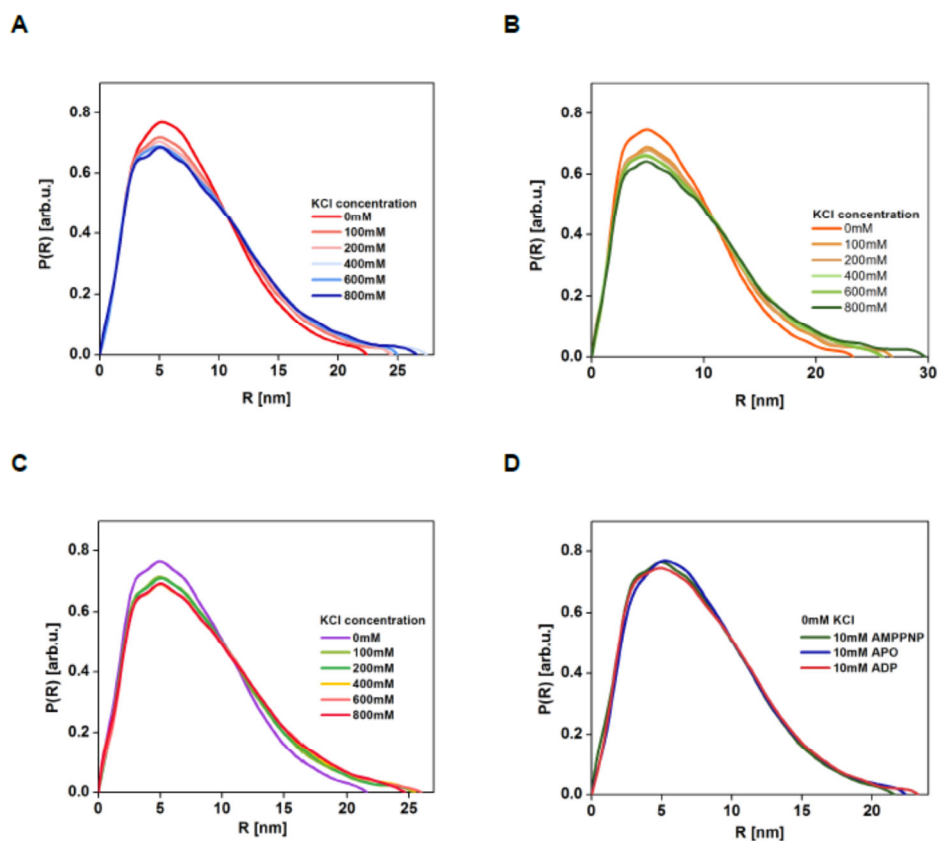 A
B
0.8
0.6
0.4
0.2
0.0
P(R) [arb.u.]
KCl concentration
0mM
100mM
200mM
400mM
600mM
800mM
0 5 10 15 20 25
R [nm]
0.8
0.6
0.4
0.2
0.0
P(R) [arb.u.]
KCl concentration
0mM
100mM
200mM
400mM
600mM
800mM
0 10 20 30
R [nm]
C
D
0.8
0.6
0.4
0.2
0.0
P(R) [arb.u.]
KCl concentration
0mM
100mM
200mM
400mM
600mM
800mM
0 5 10 15 20 25
R [nm]
0.8
0.6
0.4
0.2
0.0
P(R) [arb.u.]
0mM KCl
10mM AMPPNP
10mM APO
10mM ADP
0 5 10 15 20
R [nm]